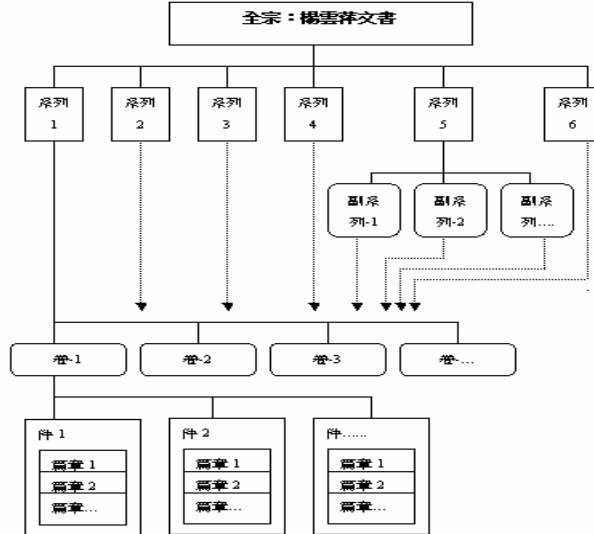 全宗：楊雲萍文書
系列
1
系列
2
系列
3
系列
4
系列
5
系列
6
副系
列-1
副系
列-2
副系
列….
卷-1
卷-2
卷-3
卷-…
件 1
篇章 1
篇章 2
篇章…
件 2
篇章 1
篇章 2
篇章…
件……
篇章 1
篇章 2
篇章…